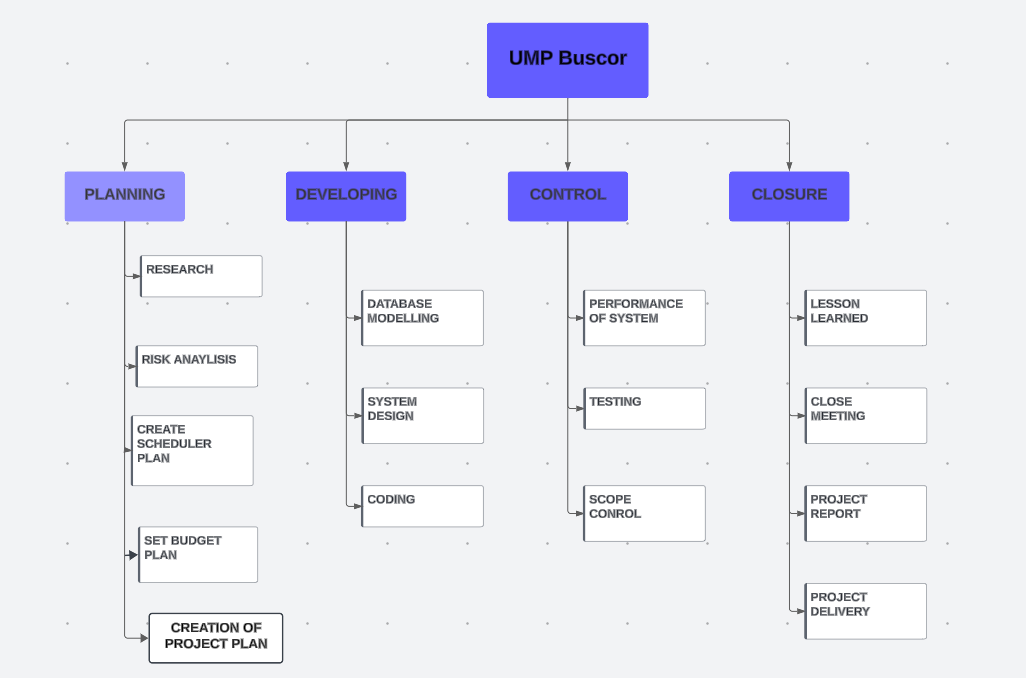 UMP Buscor
PLANNING
DEVELOPING
CONTROL
CLOSURE
RESEARCH
RISK ANAYLISIS
CREATE
SCHEDULER
PLAN
SET BUDGET
PLAN
CREATION OF
PROJECT PLAN
DATABASE
MODELLING
SYSTEM
DESIGN
CODING
PERFORMANCE
OF SYSTEM
TESTING
SCOPE
CONROL
LESSON
LEARNED
CLOSE
MEETING
PROJECT
REPORT
PROJECT
DELIVERY